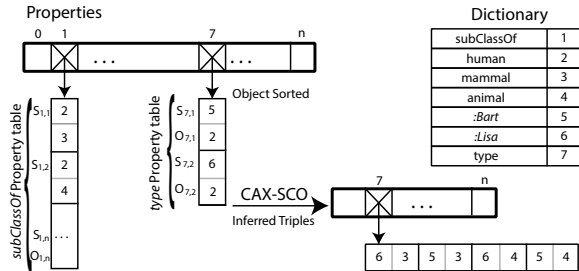 Properties
0 1 7 n
... ...
Object Sorted
subClassOf Property table
S1,1 2
3
S1,2 2
4
S1,n ...
O1,n
type Property table
S7,1 5
O7,1 2
S7,2 6
O7,2 2
CAX-SCO
Inferred Triples
7 n
...
6 3 5 3 6 4 5 4
Dictionary
subClassOf 1
human 2
mammal 3
animal 4
:Bart 5
:Lisa 6
type 7